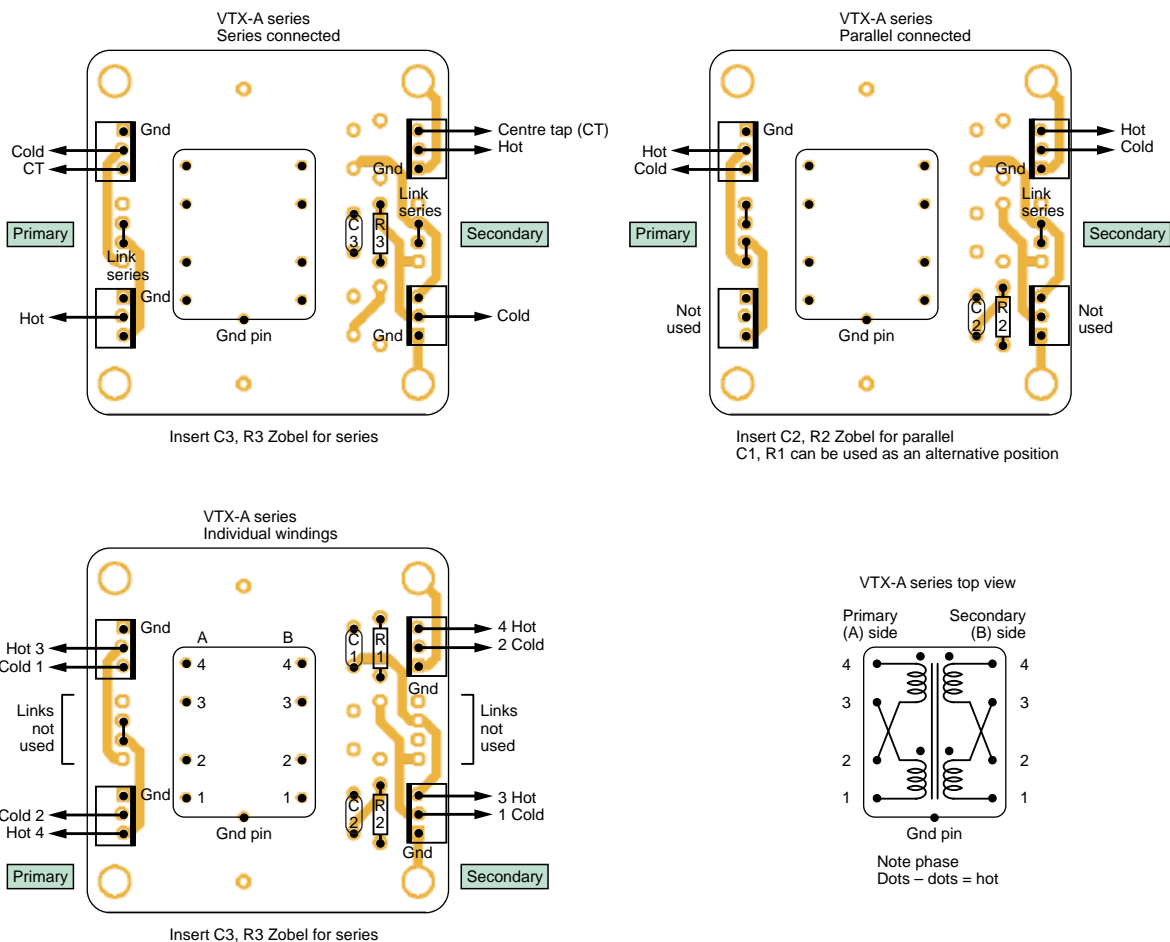 VTX-A series
Series connected
Gnd
Cold
CT
Centre tap (CT)
Hot
Gnd
Link
series
C
3
R
3
Primary
Secondary
Link
series
Gnd
Hot
Cold
Gnd
Gnd pin
Insert C3, R3 Zobel for series
VTX-A series
Parallel connected
Gnd
Hot
Cold
Hot
Cold
Gnd
Link
series
Primary
Secondary
Not
used
C
2
R
2
Not
used
Gnd pin
Insert C2, R2 Zobel for parallel
C1, R1 can be used as an alternative position
VTX-A series
Individual windings
Gnd
Hot 3
Cold 1
A
B
4
4
3
3
2
2
1
1
C
1
R
1
4 Hot
2 Cold
Gnd
Links
not
used
Links
not
used
Gnd
Cold 2
Hot 4
C
2
R
2
3 Hot
1 Cold
Gnd
Gnd pin
Primary
Secondary
Insert C3, R3 Zobel for series
VTX-A series top view
Primary
(A) side
Secondary
(B) side
4
4
3
3
2
2
1
1
Gnd pin
Note phase
Dots – dots = hot